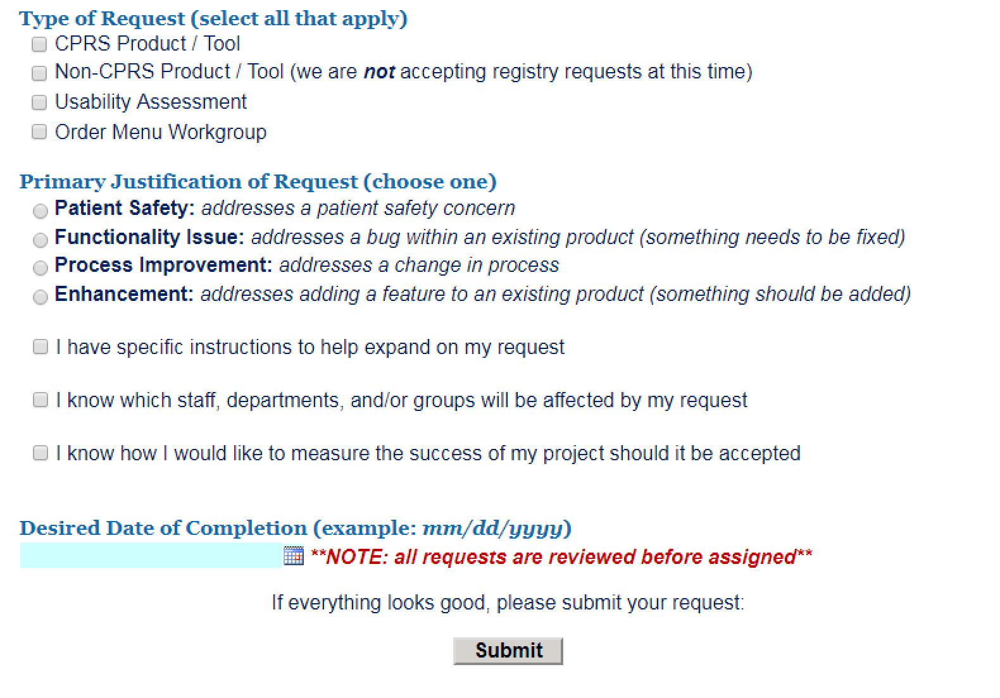 Type of Request (select all that apply)
CPRS Product / Tool
Non-CPRS Product / Tool (we are not accepting registry requests at this time)
Usability Assessment
Order Menu Workgroup
Primary Justification of Request (choose one)
Patient Safety: addresses a patient safety concern
Functionality Issue: addresses a bug within an existing product (something needs to be fixed)
Process Improvement: addresses a change in process
Enhancement: addresses adding a feature to an existing product (something should be added)
I have specific instructions to help expand on my request
I know which staff, departments, and/or groups will be affected by my request
I know how I would like to measure the success of my project should it be accepted
Desired Date of Completion (example: mm/dd/yyyy)
**NOTE: all requests are reviewed before assigned**
If everything looks good, please submit your request:
Submit